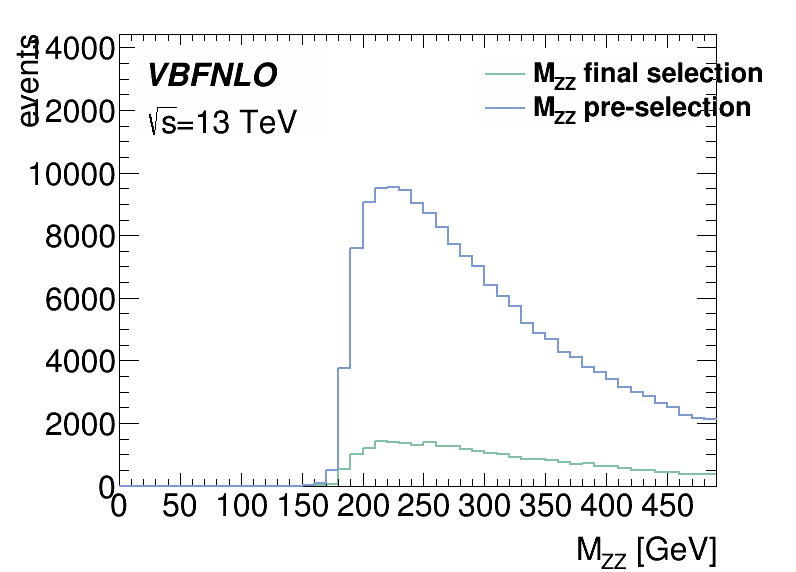 events
14000
12000
10000
8000
6000
4000
2000
0
VBFNLO
√s=13 TeV
M_ZZ final selection
M_ZZ pre-selection
0 50 100 150 200 250 300 350 400 450
M_ZZ [GeV]